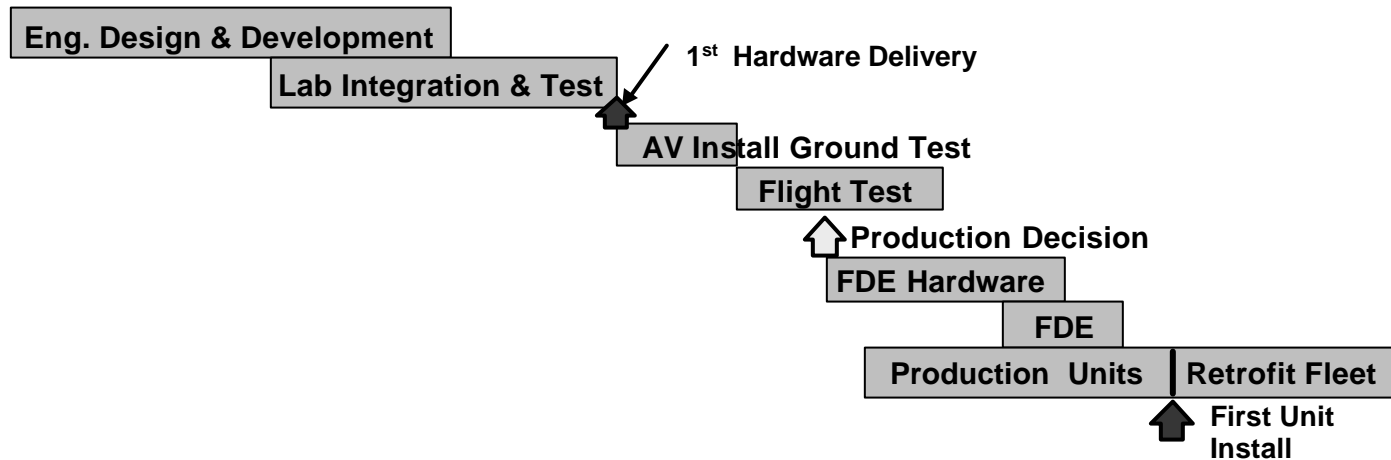 Eng. Design & Development
1st Hardware Delivery
Lab Integration & Test
AV Install Ground Test
Flight Test
Production Decision
FDE Hardware
FDE
Production Units
Retrofit Fleet
First Unit
Install